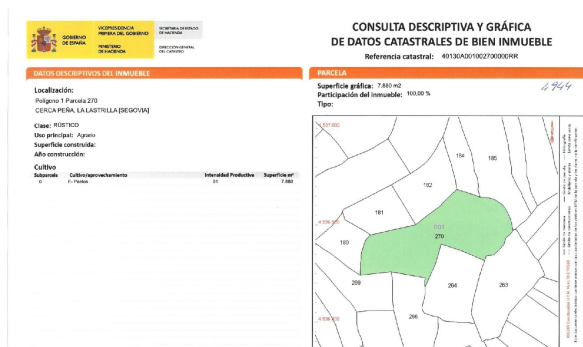 GOBIERNO
DE ESPAÑA
VICEPRESIDENCIA
PRIMERA DEL GOBIERNO
MINISTERIO
DE HACIENDA
SECRETARÍA DE ESTADO
DE HACIENDA
DIRECCIÓN GENERAL
DEL CATASTRO
CONSULTA DESCRIPTIVA Y GRÁFICA
DE DATOS CATASTRALES DE BIEN INMUEBLE
Referencia catastral: 40130A001002700000RR
DATOS DESCRIPTIVOS DEL INMUEBLE
Localización:
Polígono 1 Parcela 270
CERCA PEÑA. LA LASTRILLA [SEGOVIA]
Clase: RÚSTICO
Uso principal: Agrario
Superficie construida:
Año construcción:
Cultivo
Subparcela Cultivo/aprovechamiento Intensidad Productiva Superficie m²
0 E- Pastos 01 7.880
PARCELA
Superficie gráfica: 7.880 m2
Participación del inmueble: 100,00 %
Tipo:
4944
184
185
182
181
180
270
299
264
263
266